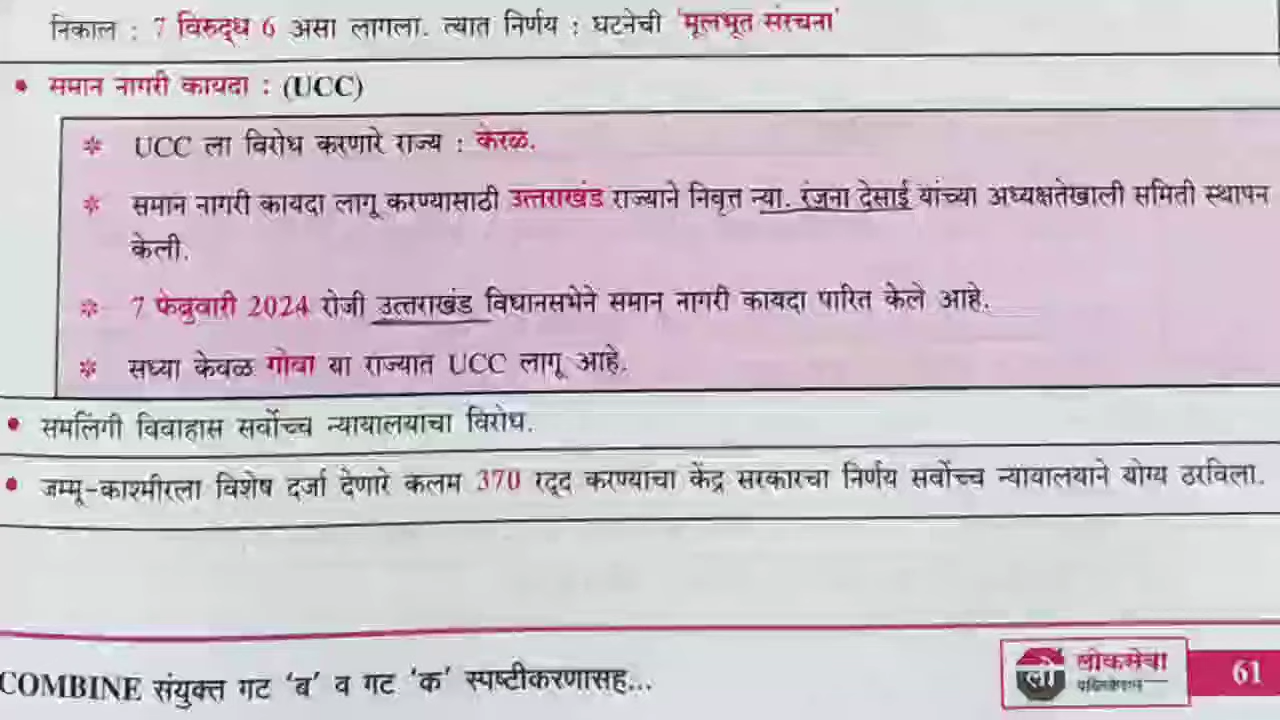 निकाल : 7 विरुद्ध 6 असा लागला. त्यात निर्णय : घटनेची 'मूलभूत संरचना'
• समान नागरी कायदा : (UCC)
* UCC ला विरोध करणारे राज्य : केरळ.
* समान नागरी कायदा लागू करण्यासाठी उत्तराखंड राज्याने निवृत्त न्या. रंजना देसाई यांच्या अध्यक्षतेखाली समिती स्थापन
केली.
* 7 फेब्रुवारी 2024 रोजी उत्तराखंड विधानसभेने समान नागरी कायदा पारित केले आहे.
* सध्या केवळ गोवा या राज्यात UCC लागू आहे.
• समलिंगी विवाहास सर्वोच्च न्यायालयाचा विरोध.
• जम्मू-काश्मीरला विशेष दर्जा देणारे कलम 370 रद्द करण्याचा केंद्र सरकारचा निर्णय सर्वोच्च न्यायालयाने योग्य ठरविला.
COMBINE संयुक्त गट 'ब' व गट 'क' स्पष्टीकरणासह...
लोकसेवा
पब्लिकेशन
61